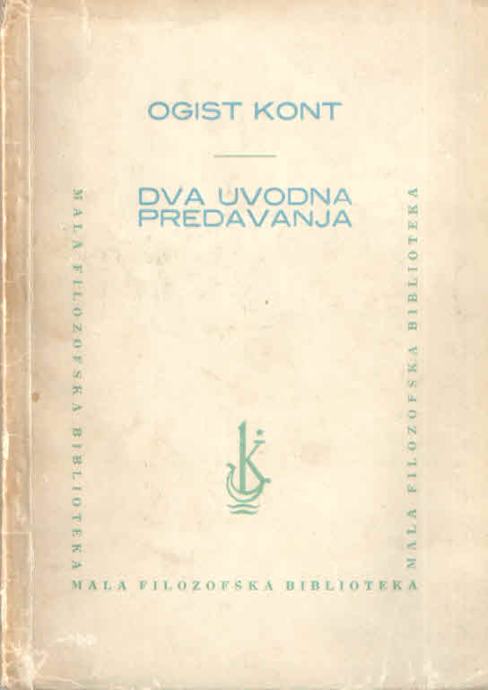 OGIST KONT
DVA UVODNA
PREDAVANJA
MALA FILOZOFSKA BIBLIOTEKA
MALA FILOZOFSKA BIBLIOTEKA
MALA FILOZOFSKA BIBLIOTEKA
k